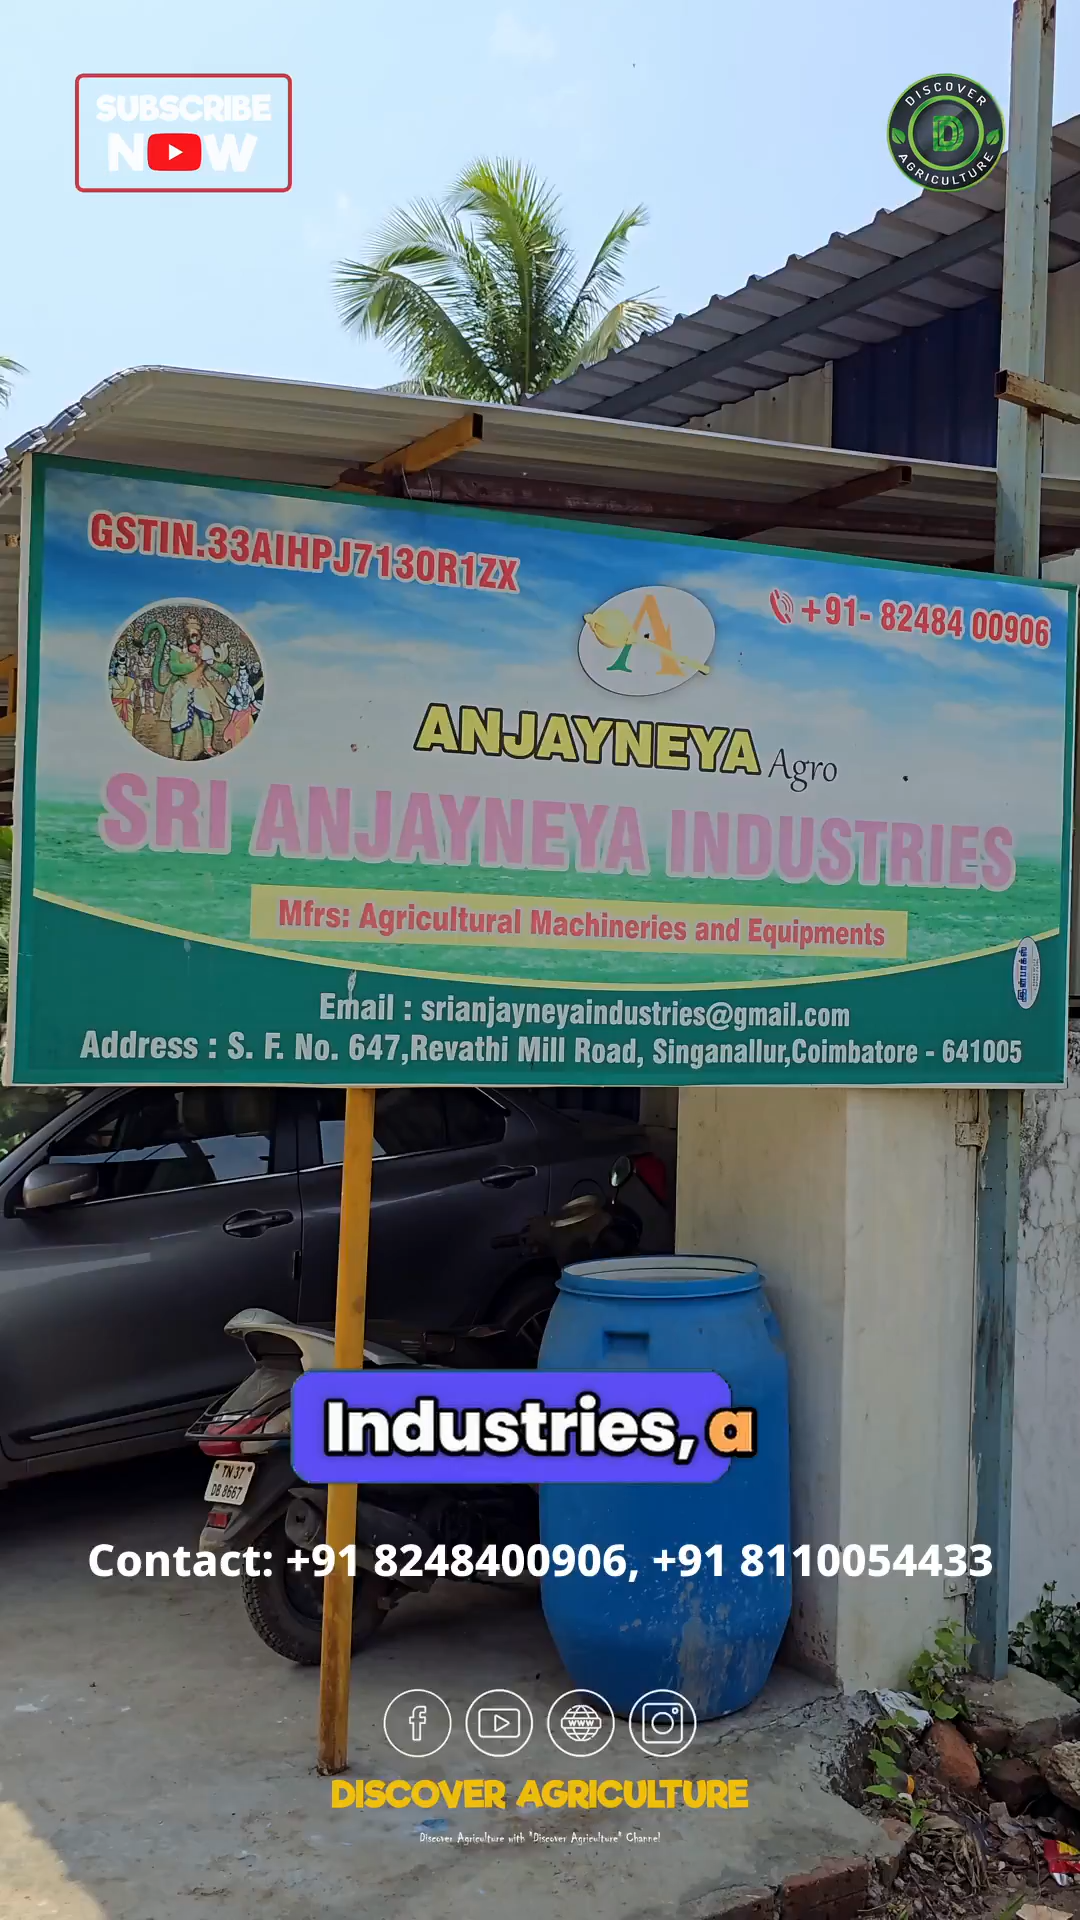 SUBSCRIBE
NOW
DISCOVER
D
AGRICULTURE
GSTIN.33AIHPJ7130R1ZX
+91- 82484 00906
A
ANJAYNEYA Agro
SRI ANJAYNEYA INDUSTRIES
Mfrs: Agricultural Machineries and Equipments
Email : srianjayneyaindustries@gmail.com
Address : S. F. No. 647,Revathi Mill Road, Singanallur,Coimbatore - 641005
Industries, a
TN 37
DB 8667
Contact: +91 8248400906, +91 8110054433
WWW
DISCOVER AGRICULTURE
Discover Agriculture with "Discover Agriculture" Channel